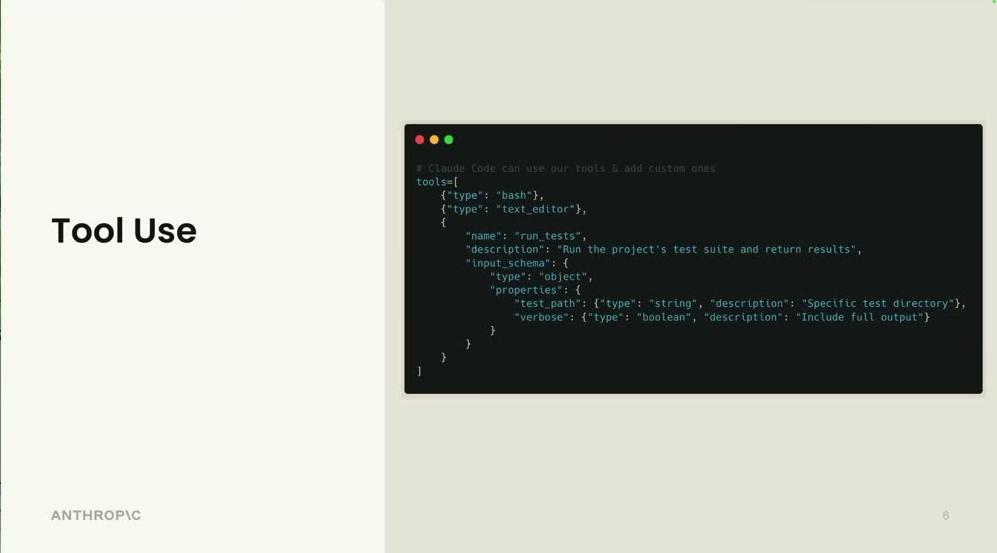 Tool Use
# Claude Code can use our tools & add custom ones
tools=[
    {"type": "bash"},
    {"type": "text_editor"},
    {
        "name": "run_tests",
        "description": "Run the project's test suite and return results",
        "input_schema": {
            "type": "object",
            "properties": {
                "test_path": {"type": "string", "description": "Specific test directory"},
                "verbose": {"type": "boolean", "description": "Include full output"}
            }
        }
    }
]
ANTHROP\C
6